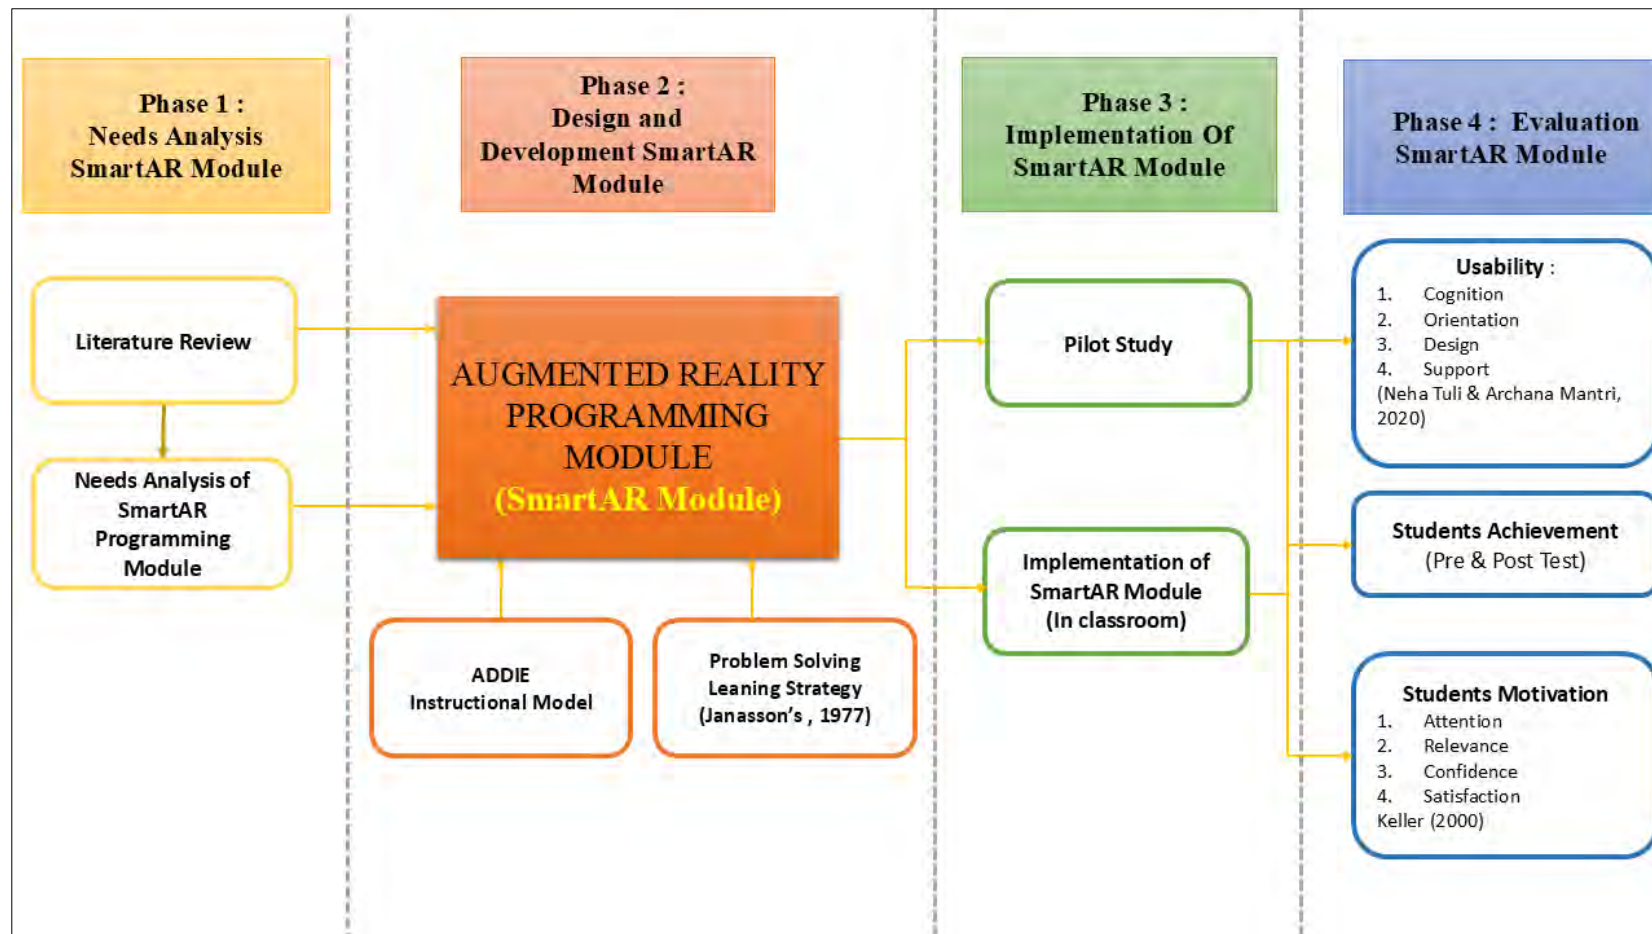 Phase 1 :
Needs Analysis
SmartAR Module
Phase 2 :
Design and
Development SmartAR
Module
Phase 3 :
Implementation Of
SmartAR Module
Phase 4 : Evaluation
SmartAR Module
Literature Review
Needs Analysis of
SmartAR
Programming
Module
AUGMENTED REALITY
PROGRAMMING
MODULE
(SmartAR Module)
ADDIE
Instructional Model
Problem Solving
Leaning Strategy
(Janasson's , 1977)
Pilot Study
Implementation of
SmartAR Module
(In classroom)
Usability :
1. Cognition
2. Orientation
3. Design
4. Support
(Neha Tuli & Archana Mantri,
2020)
Students Achievement
(Pre & Post Test)
Students Motivation
1. Attention
2. Relevance
3. Confidence
4. Satisfaction
Keller (2000)